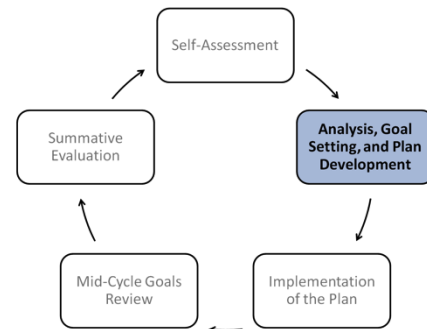 Self-Assessment
Analysis, Goal
Setting, and Plan
Development
Implementation
of the Plan
Mid-Cycle Goals
Review
Summative
Evaluation